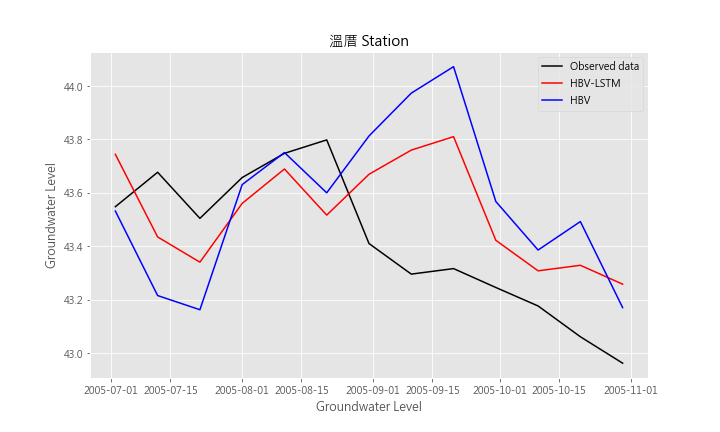 溫厝 Station
Observed data
HBV-LSTM
HBV
Groundwater Level
44.0
43.8
43.6
43.4
43.2
43.0
2005-07-01 2005-07-15 2005-08-01 2005-08-15 2005-09-01 2005-09-15 2005-10-01 2005-10-15 2005-11-01
Groundwater Level